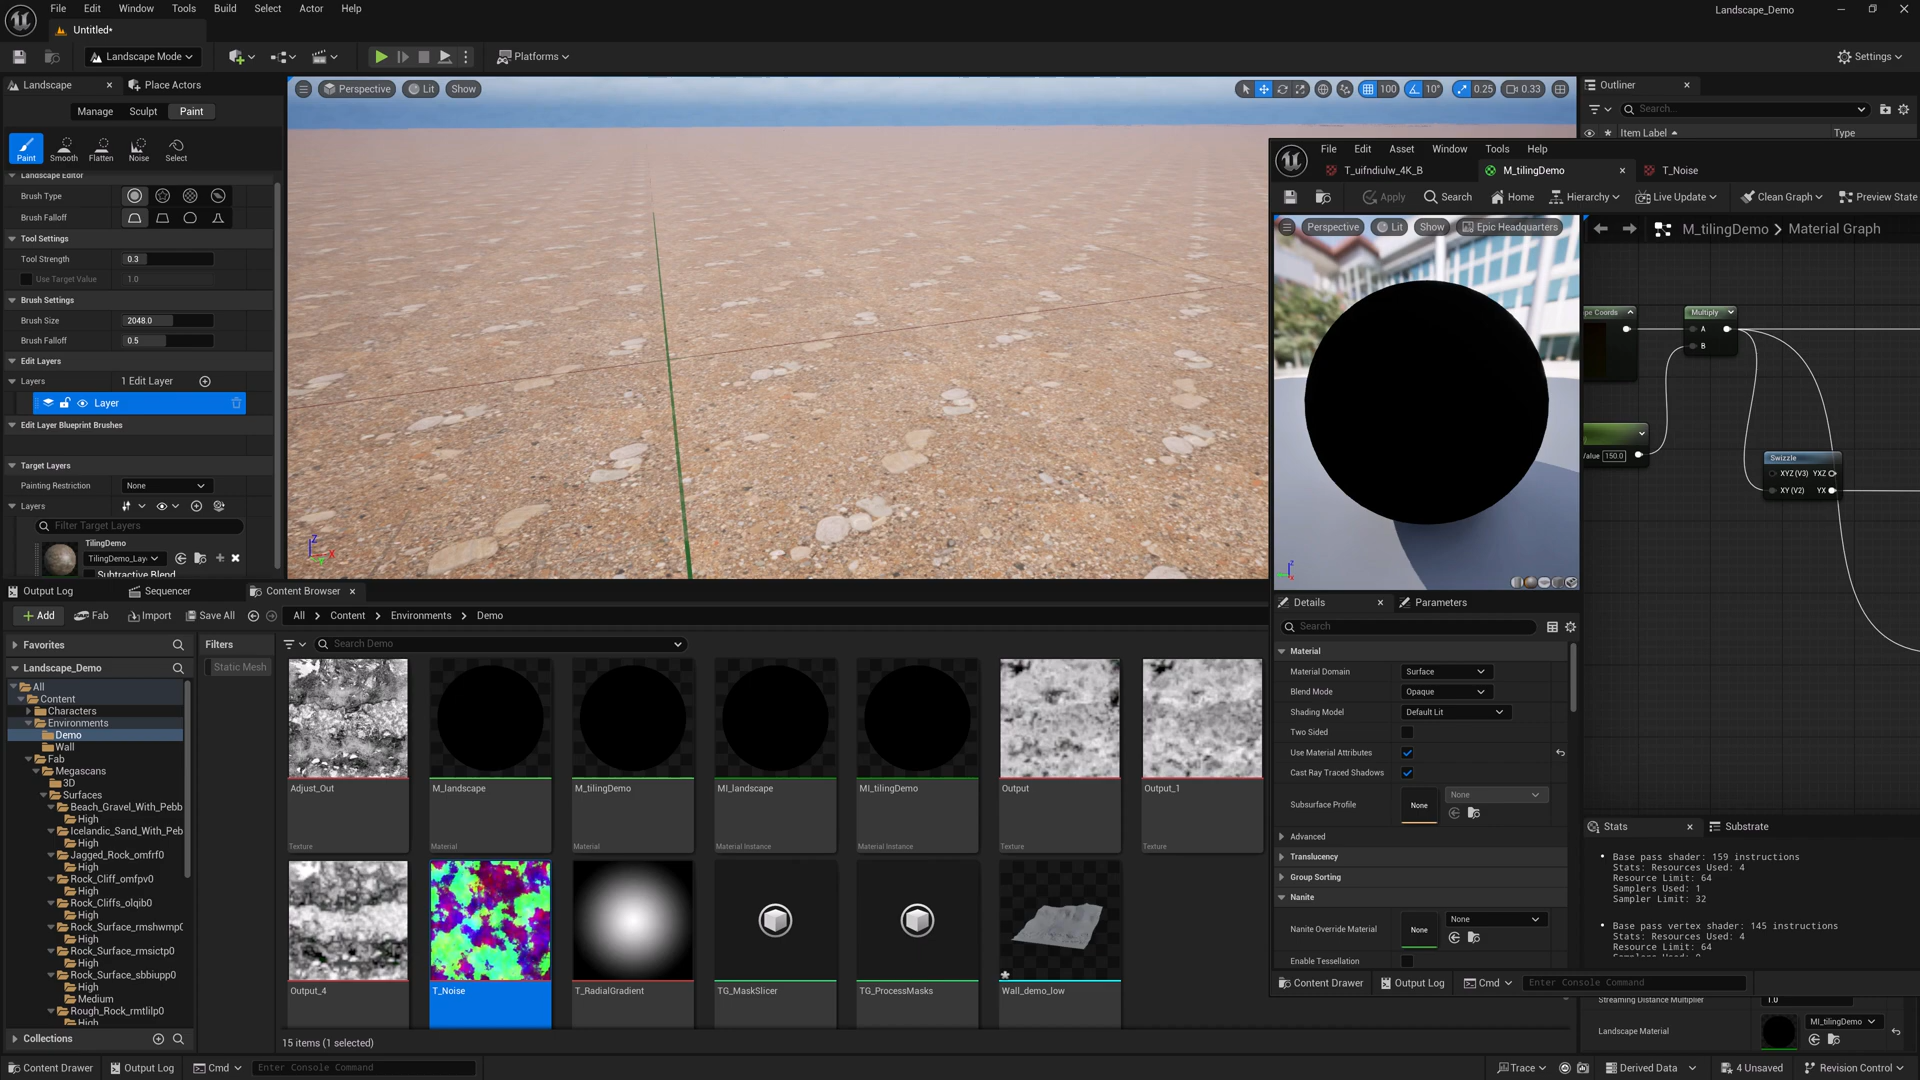 File Edit Window Tools Build Select Actor Help
Landscape_Demo
Untitled*
Landscape Mode
Platforms
Settings
Landscape
Place Actors
Manage Sculpt Paint
Paint Smooth Flatten Noise Select
Landscape Editor
Brush Type
Brush Falloff
Tool Settings
Tool Strength 0.3
Use Target Value 1.0
Brush Settings
Brush Size 2048.0
Brush Falloff 0.5
Edit Layers
Layers 1 Edit Layer
Layer
Edit Layer Blueprint Brushes
Target Layers
Painting Restriction None
Layers
Filter Target Layers
TilingDemo
TilingDemo_Lay
Subtractive Blend
Perspective Lit Show
100 10° 0.25 0.33
Z X
Outliner
Search...
Item Label Type
File Edit Asset Window Tools Help
T_uifndiulw_4K_B
M_tilingDemo
T_Noise
Apply Search Home Hierarchy Live Update Clean Graph Preview State
Perspective Lit Show Epic Headquarters
M_tilingDemo > Material Graph
pe Coords
Multiply
A
B
Value 150.0
Swizzle
XYZ (V3) YXZ
XY (V2) YX
Details
Parameters
Search
Material
Material Domain Surface
Blend Mode Opaque
Shading Model Default Lit
Two Sided
Use Material Attributes
Cast Ray Traced Shadows
Subsurface Profile None None
Advanced
Translucency
Group Sorting
Nanite
Nanite Override Material None None
Enable Tessellation
Stats
Substrate
Base pass shader: 159 instructions
Stats: Resources Used: 4
Resource Limit: 64
Samplers Used: 1
Sampler Limit: 32
Base pass vertex shader: 145 instructions
Stats: Resources Used: 4
Resource Limit: 64
Content Drawer Output Log Cmd Enter Console Command
Streaming Distance Multiplier 1.0
Landscape Material MI_tilingDemo
Output Log
Sequencer
Content Browser
Add Fab Import Save All
All > Content > Environments > Demo
Favorites
Landscape_Demo
All
Content
Characters
Environments
Demo
Wall
Fab
Megascans
3D
Surfaces
Beach_Gravel_With_Pebb
High
Icelandic_Sand_With_Peb
High
Jagged_Rock_omfrf0
High
Rock_Cliff_omfpv0
High
Rock_Cliffs_olqib0
High
Rock_Surface_rmshwmp0
High
Rock_Surface_rmsictp0
High
Rock_Surface_sbbiupp0
High
Medium
Rough_Rock_rmtlilp0
High
Collections
Filters
Static Mesh
Search Demo
Adjust_Out
Texture
M_landscape
Material
M_tilingDemo
Material
MI_landscape
Material Instance
MI_tilingDemo
Material Instance
Output
Texture
Output_1
Texture
Output_4
T_Noise
T_RadialGradient
TG_MaskSlicer
TG_ProcessMasks
Wall_demo_low
15 items (1 selected)
Content Drawer Output Log Cmd Enter Console Command
Trace
Derived Data
4 Unsaved
Revision Control